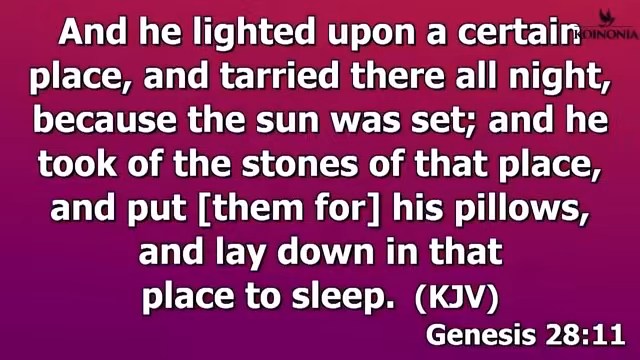 KOINONIA
And he lighted upon a certain
place, and tarried there all night,
because the sun was set; and he
took of the stones of that place,
and put [them for] his pillows,
and lay down in that
place to sleep. (KJV)
Genesis 28:11